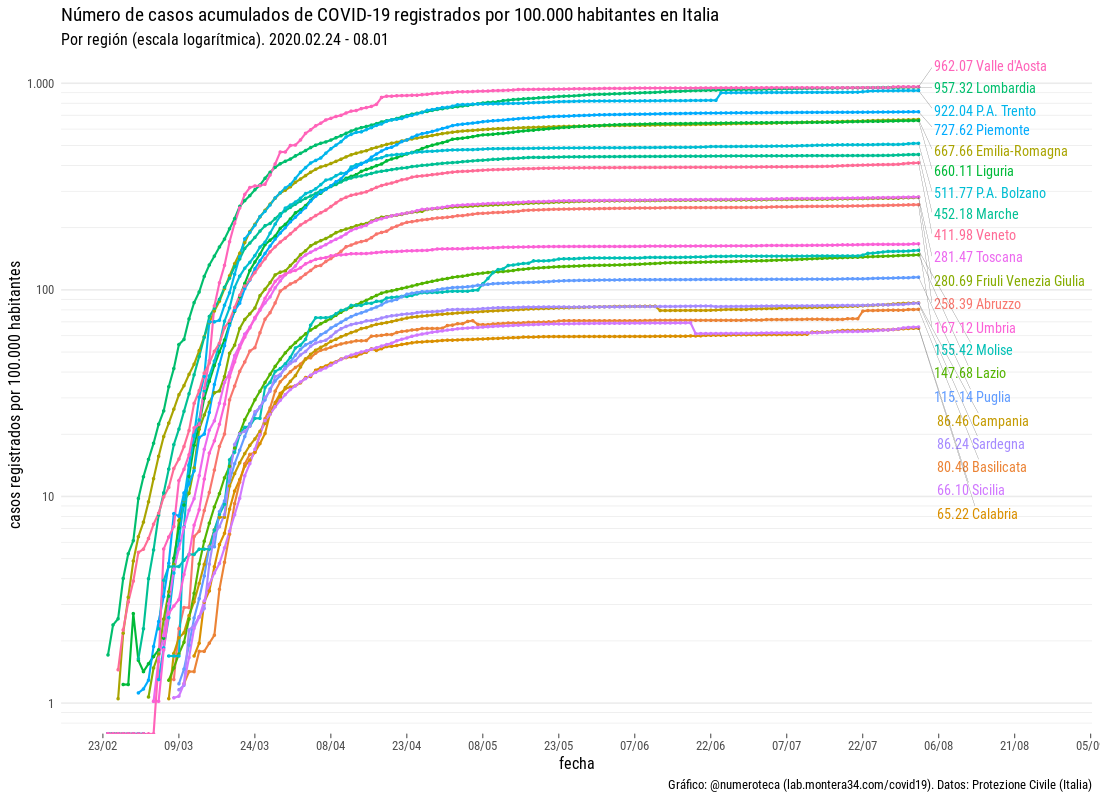 Número de casos acumulados de COVID-19 registrados por 100.000 habitantes en Italia
Por región (escala logarítmica). 2020.02.24 - 08.01
casos registrados por 100.000 habitantes
1.000
100
10
1
962.07 Valle d'Aosta
957.32 Lombardia
922.04 P.A. Trento
727.62 Piemonte
667.66 Emilia-Romagna
660.11 Liguria
511.77 P.A. Bolzano
452.18 Marche
411.98 Veneto
281.47 Toscana
280.69 Friuli Venezia Giulia
258.39 Abruzzo
167.12 Umbria
155.42 Molise
147.68 Lazio
115.14 Puglia
86.46 Campania
86.24 Sardegna
80.48 Basilicata
66.10 Sicilia
65.22 Calabria
23/02
09/03
24/03
08/04
23/04
08/05
23/05
07/06
22/06
07/07
22/07
06/08
21/08
05/09
fecha
Gráfico: @numeroteca (lab.montera34.com/covid19). Datos: Protezione Civile (Italia)